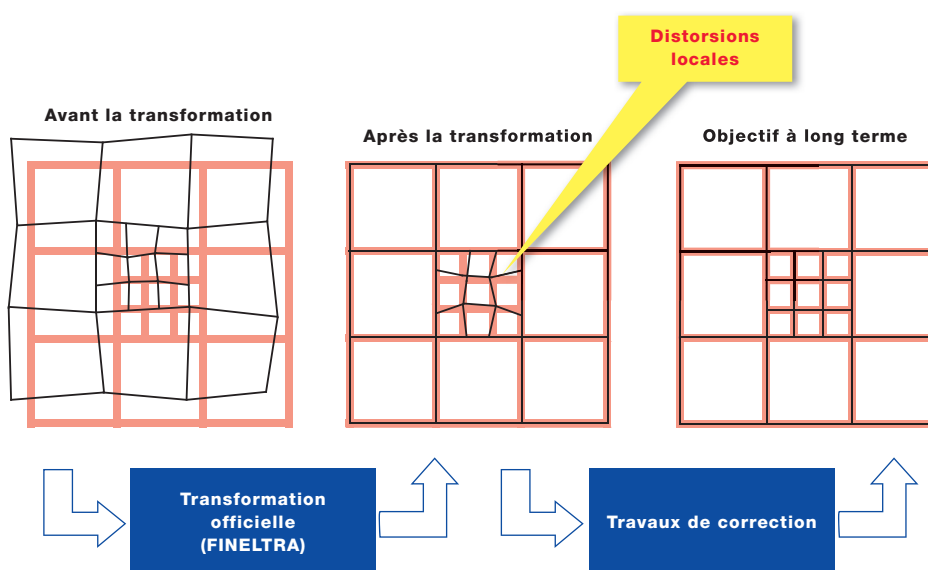 Distorsions
locales
Avant la transformation
Après la transformation
Objectif à long terme
Transformation
officielle
(FINELTRA)
Travaux de correction